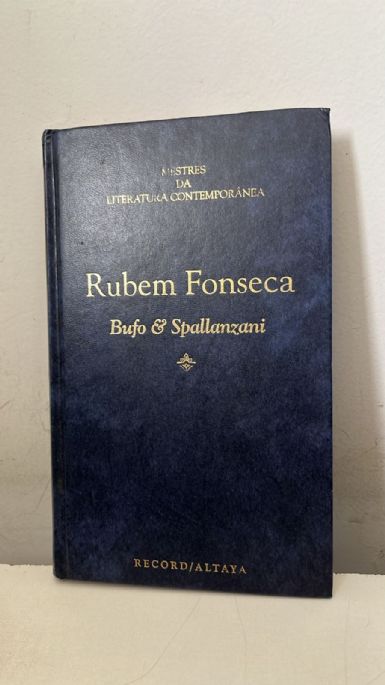 MESTRES
DA
LITERATURA CONTEMPORÂNEA
Rubem Fonseca
Bufo & Spallanzani
RECORD/ALTAYA